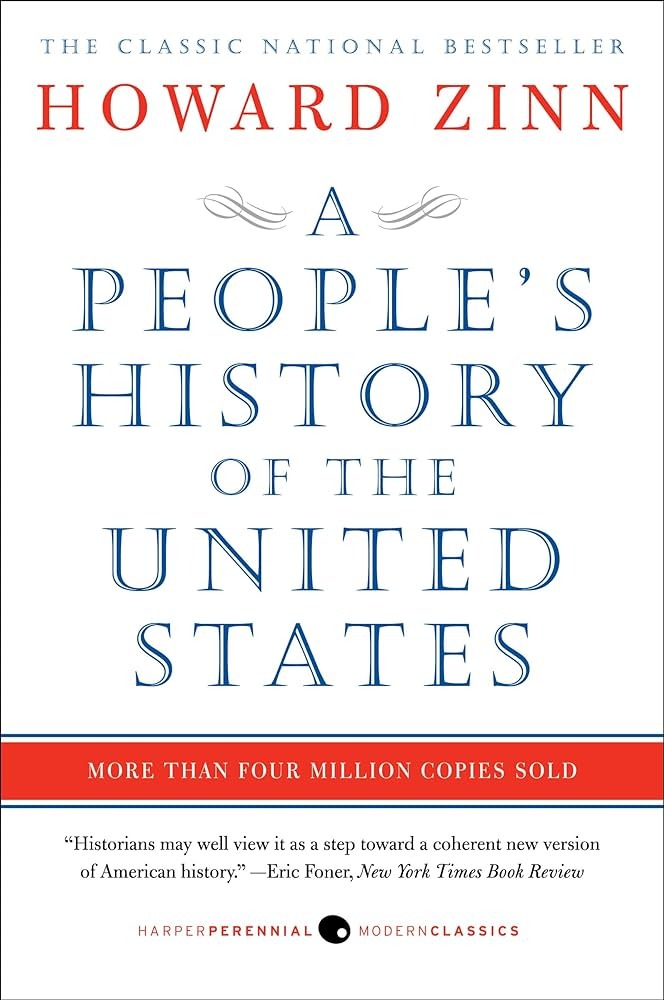 THE CLASSIC NATIONAL BESTSELLER
HOWARD ZINN
A
PEOPLE'S
HISTORY
OF THE
UNITED
STATES
MORE THAN FOUR MILLION COPIES SOLD
“Historians may well view it as a step toward a coherent new version
of American history.” —Eric Foner, New York Times Book Review
HARPERPERENNIAL MODERNCLASSICS